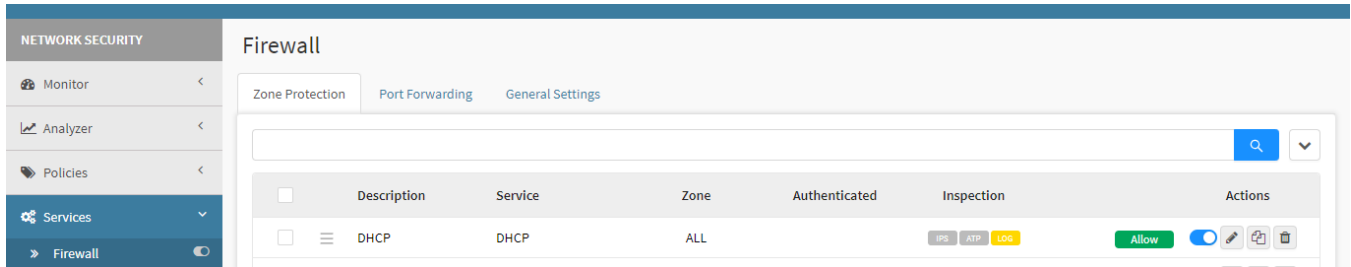 NETWORK SECURITY
Monitor
Analyzer
Policies
Services
Firewall
Firewall
Zone Protection Port Forwarding General Settings
Description Service Zone Authenticated Inspection Actions
DHCP DHCP ALL IPS ATP LOG Allow